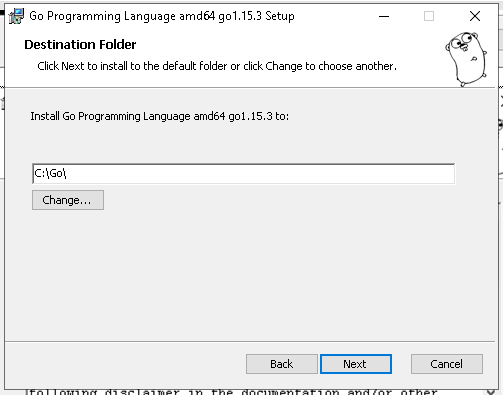 Go Programming Language amd64 go1.15.3 Setup
Destination Folder
Click Next to install to the default folder or click Change to choose another.
Install Go Programming Language amd64 go1.15.3 to:
C:\Go\
Change...
Back
Next
Cancel
following disclaimer in the documentation and/or other